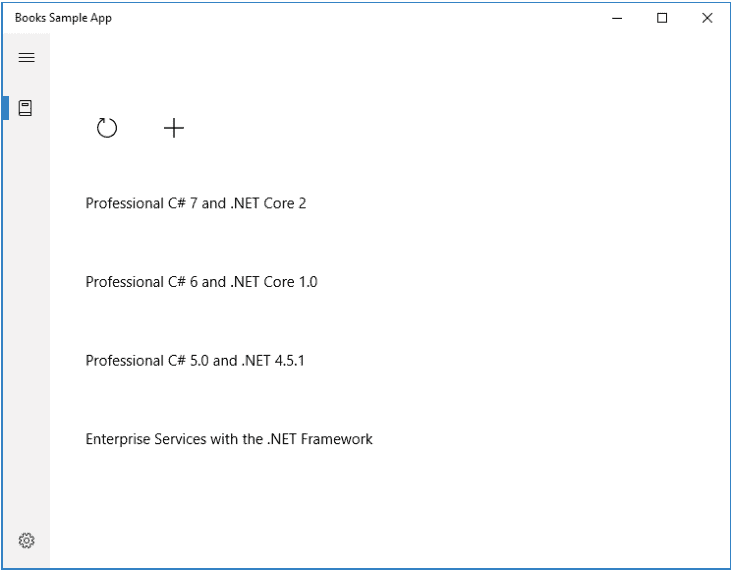 Books Sample App
Professional C# 7 and .NET Core 2
Professional C# 6 and .NET Core 1.0
Professional C# 5.0 and .NET 4.5.1
Enterprise Services with the .NET Framework